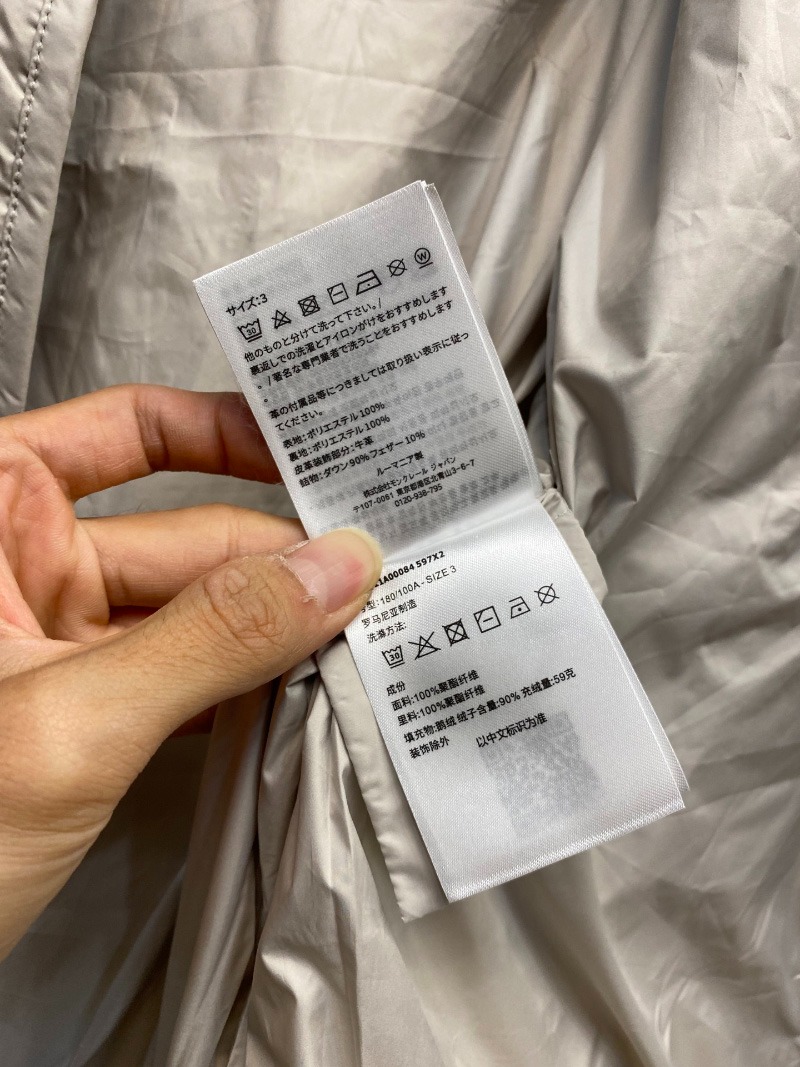 サイズ:3
30
W
他のものと分けて洗って下さい。/
裏返しでの洗濯とアイロンがけをおすすめします
。/著名な専門業者で洗うことをおすすめします
。
革の付属品等につきましては取り扱い表示に従っ
てください。
表地:ポリエステル100%
裏地:ポリエステル100%
皮革装飾部分:牛革
詰物:ダウン90%フェザー10%
ルーマニア製
株式会社モンクレール ジャパン
〒107-0061 東京都港区北青山3-6-7
0120-938-795
1A00084 597X2
型:180/100A - SIZE 3
罗马尼亚制造
洗涤方法:
30
成份
面料:100%聚酯纤维
里料:100%聚酯纤维
填充物:鹅绒 绒子含量:90% 充绒量:59克
装饰除外
以中文标识为准